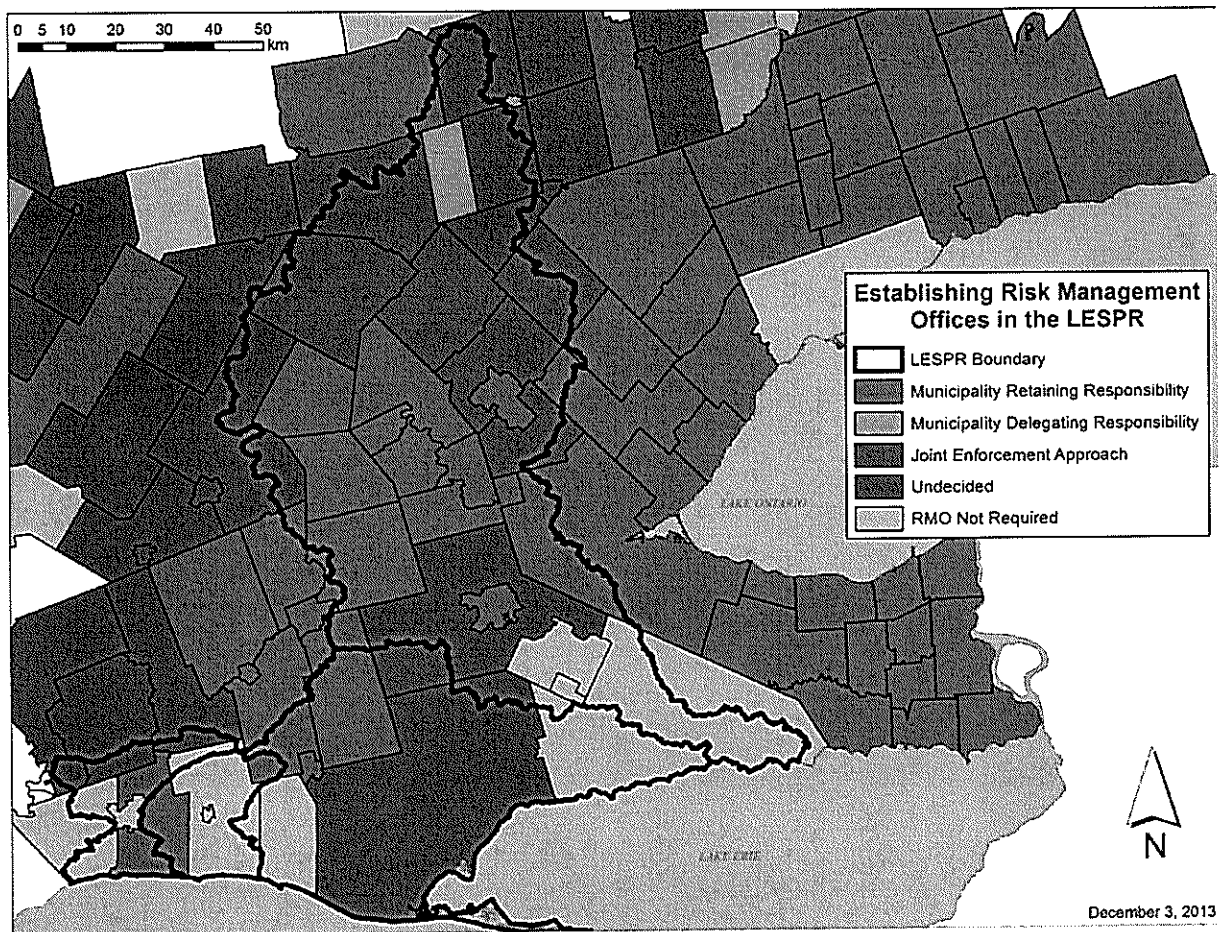 0 5 10 20 30 40 50
km
Establishing Risk Management
Offices in the LESPR
LESPR Boundary
Municipality Retaining Responsibility
Municipality Delegating Responsibility
Joint Enforcement Approach
Undecided
RMO Not Required
LAKE ONTARIO
LAKE ERIE
N
December 3, 2013